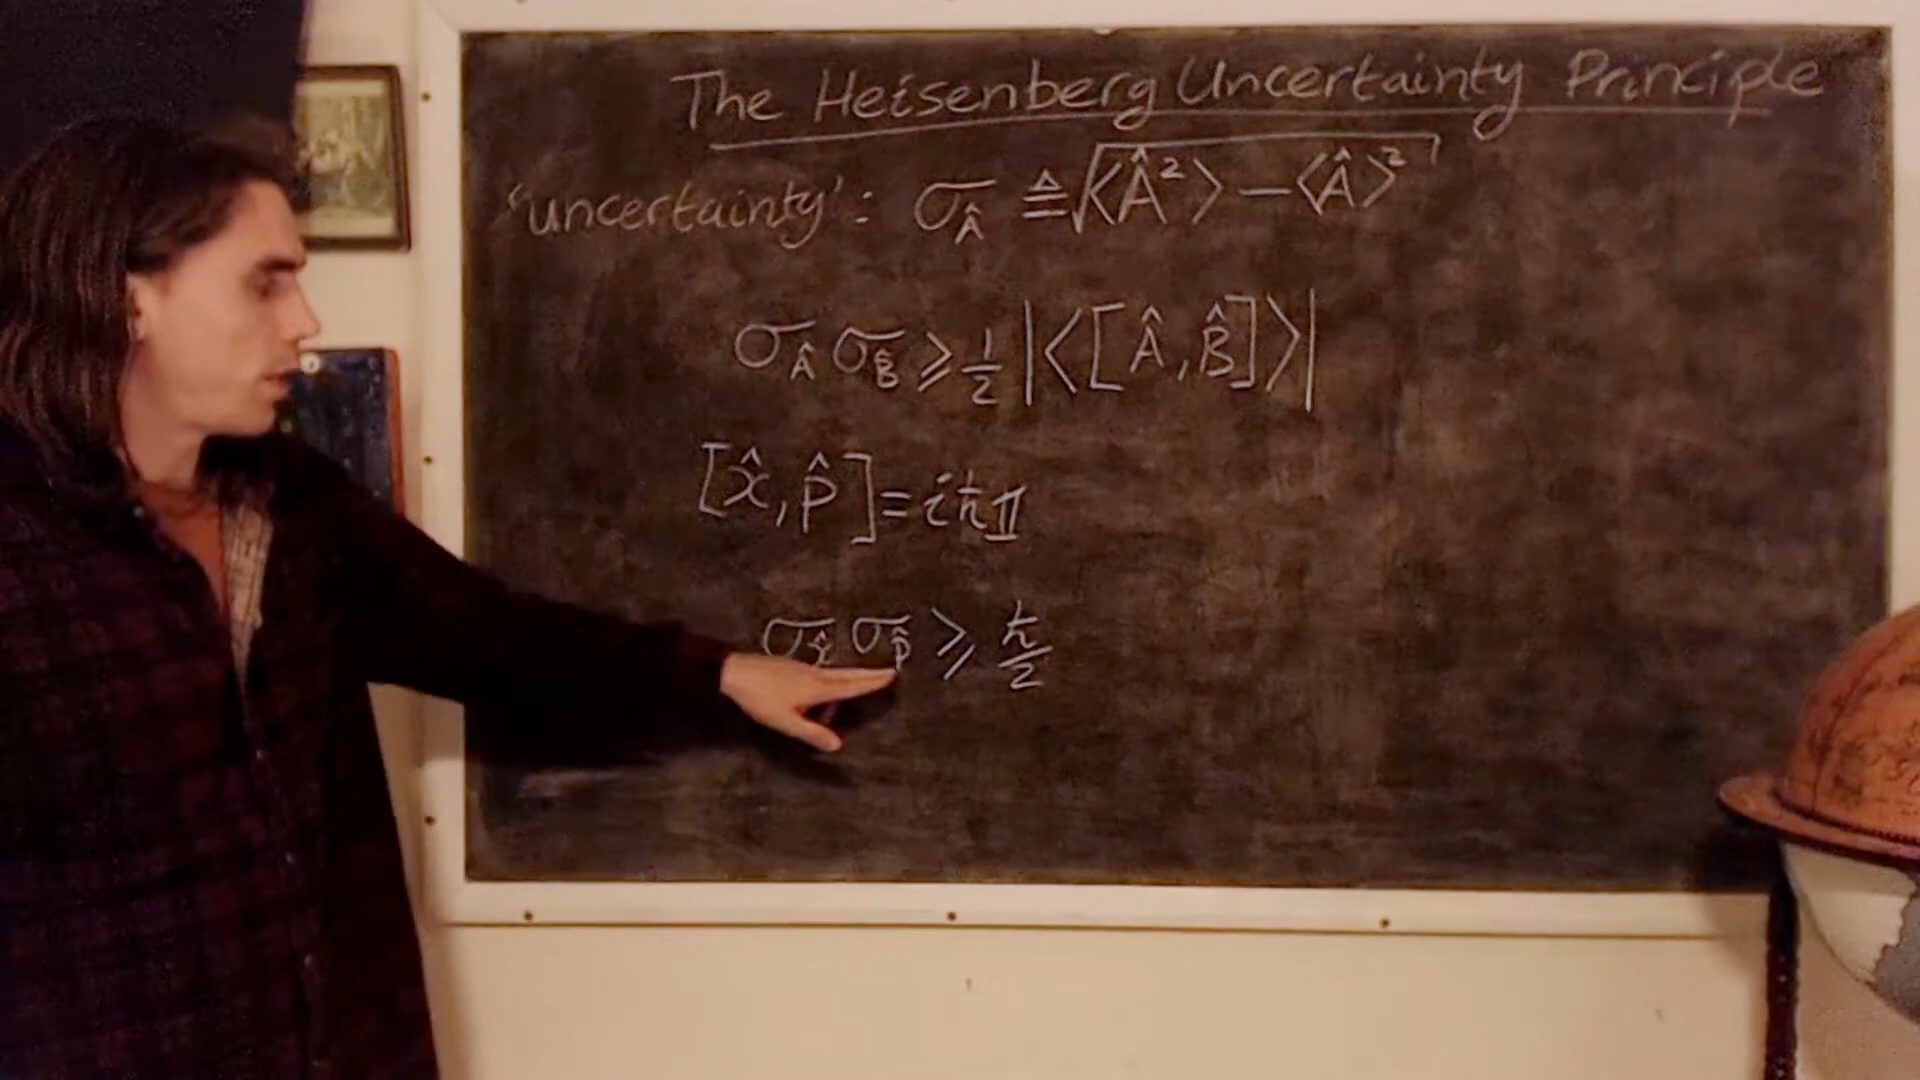 The Heisenberg Uncertainty Principle
'uncertainty': σ_Â ≜ √(⟨Â²⟩ − ⟨Â⟩²)
σ_Â σ_B̂ ⩾ 1/2 |⟨[Â, B̂]⟩|
[x̂, p̂] = iħ𝟙
σ_x̂ σ_p̂ ⩾ ħ/2